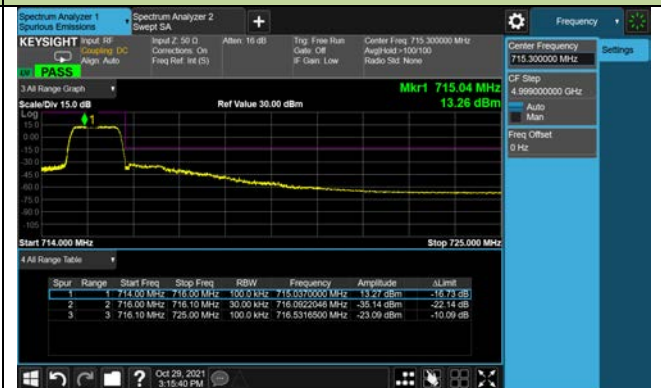 Spectrum Analyzer 1
Spurious Emissions
Spectrum Analyzer 2
Swept SA
+
Frequency
KEYSIGHT
Input: RF
Coupling: DC
Align: Auto
Input Z: 50 Ω
Corrections: On
Freq Ref: Int (S)
Atten: 16 dB
Trig: Free Run
Gate: Off
IF Gain: Low
Center Freq: 715.300000 MHz
Avg|Hold:>100/100
Radio Std: None
PASS
Center Frequency
715.300000 MHz
Settings
CF Step
4.999000000 GHz
Auto
Man
Freq Offset
0 Hz
3 All Range Graph
Mkr1 715.04 MHz
Scale/Div 15.0 dB
Ref Value 30.00 dBm
13.26 dBm
Log
15.0
0.00
-15.0
-30.0
-45.0
-60.0
-75.0
-90.0
-105
1
Start 714.000 MHz
Stop 725.000 MHz
4 All Range Table
Spur Range Start Freq Stop Freq RBW Frequency Amplitude ΔLimit
1 1 714.00 MHz 716.00 MHz 100.0 kHz 715.0370000 MHz 13.27 dBm -16.73 dB
2 2 716.00 MHz 716.10 MHz 30.00 kHz 716.0922046 MHz -35.14 dBm -22.14 dB
3 3 716.10 MHz 725.00 MHz 100.0 kHz 716.5316500 MHz -23.09 dBm -10.09 dB
?
Oct 29, 2021
3:15:40 PM